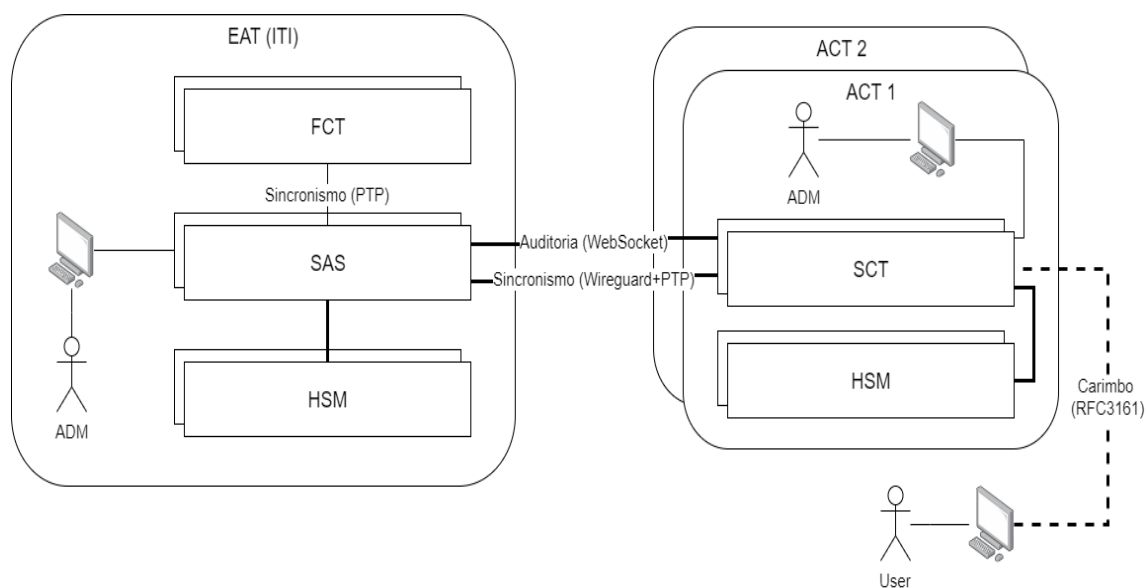 EAT (ITI)
FCT
Sincronismo (PTP)
SAS
HSM
ADM
Auditoria (WebSocket)
Sincronismo (Wireguard+PTP)
ACT 2
ACT 1
ADM
SCT
HSM
Carimbo
(RFC3161)
User